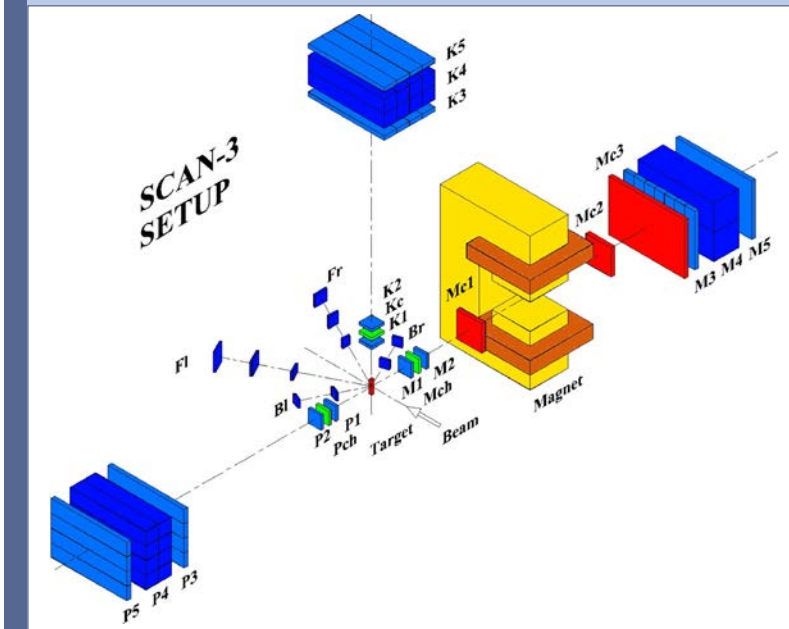 K5
K4
K3
SCAN-3
SETUP
Mc3
Mc2
M5
M4
M3
Fr
K2
Kc
K1
Mc1
Br
Fl
M2
M1
Mch
Magnet
Bl
P1
P2
Pch
Target
Beam
P3
P4
P5